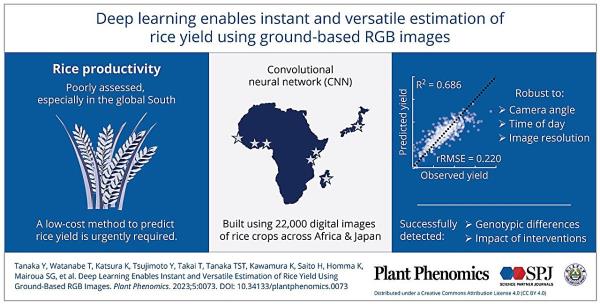 Deep learning enables instant and versatile estimation of
rice yield using ground-based RGB images
Rice productivity
Poorly assessed,
especially in the global South
A low-cost method to predict
rice yield is urgently required.
Convolutional
neural network (CNN)
Built using 22,000 digital images
of rice crops across Africa & Japan
R² = 0.686
Predicted yield
rRMSE = 0.220
Observed yield
Robust to:
➢ Camera angle
➢ Time of day
➢ Image resolution
Successfully
detected:
➢ Genotypic differences
➢ Impact of interventions
Tanaka Y, Watanabe T, Katsura K, Tsujimoto Y, Takai T, Tanaka TST, Kawamura K, Saito H, Homma K,
Mairoua SG, et al. Deep Learning Enables Instant and Versatile Estimation of Rice Yield Using
Ground-Based RGB Images. Plant Phenomics. 2023;5:0073. DOI: 10.34133/plantphenomics.0073
Plant Phenomics
SPJ
SCIENCE PARTNER JOURNALS
Distributed under a Creative Commons Attribution License 4.0 (CC BY 4.0)